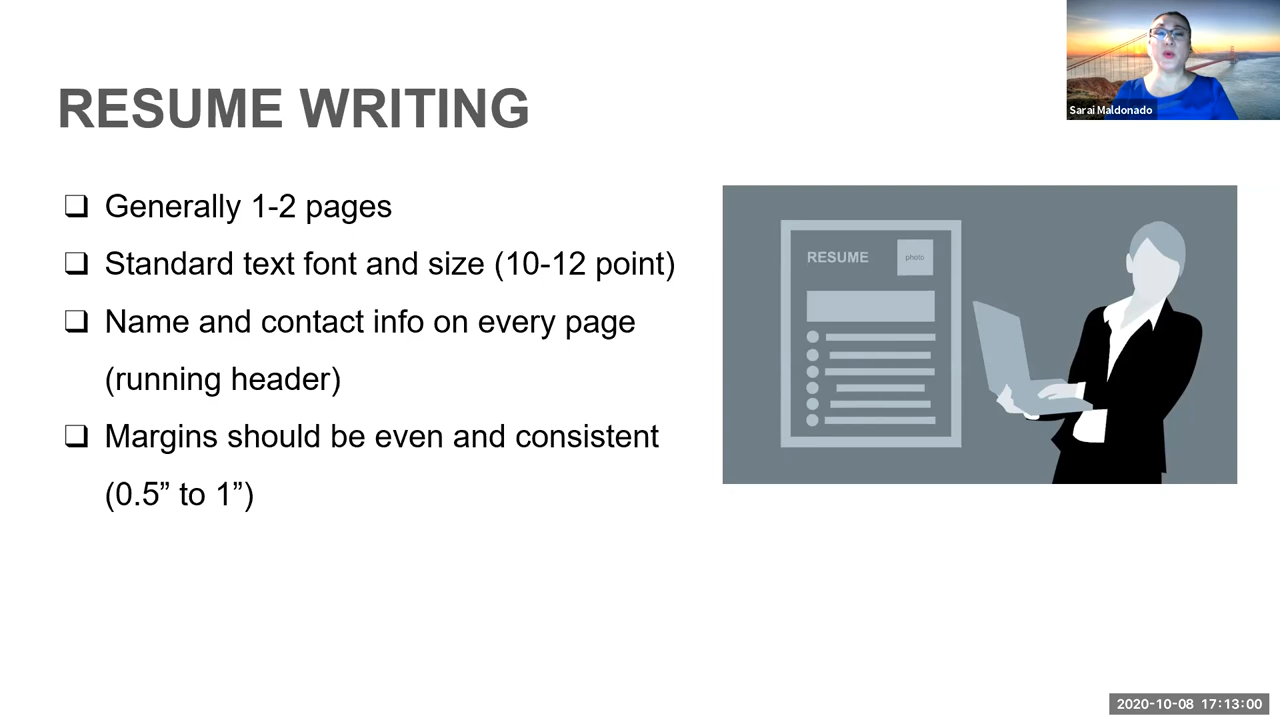 RESUME WRITING
Sarai Maldonado
❑ Generally 1-2 pages
❑ Standard text font and size (10-12 point)
❑ Name and contact info on every page
(running header)
❑ Margins should be even and consistent
(0.5” to 1”)
RESUME
photo
2020-10-08 17:13:00